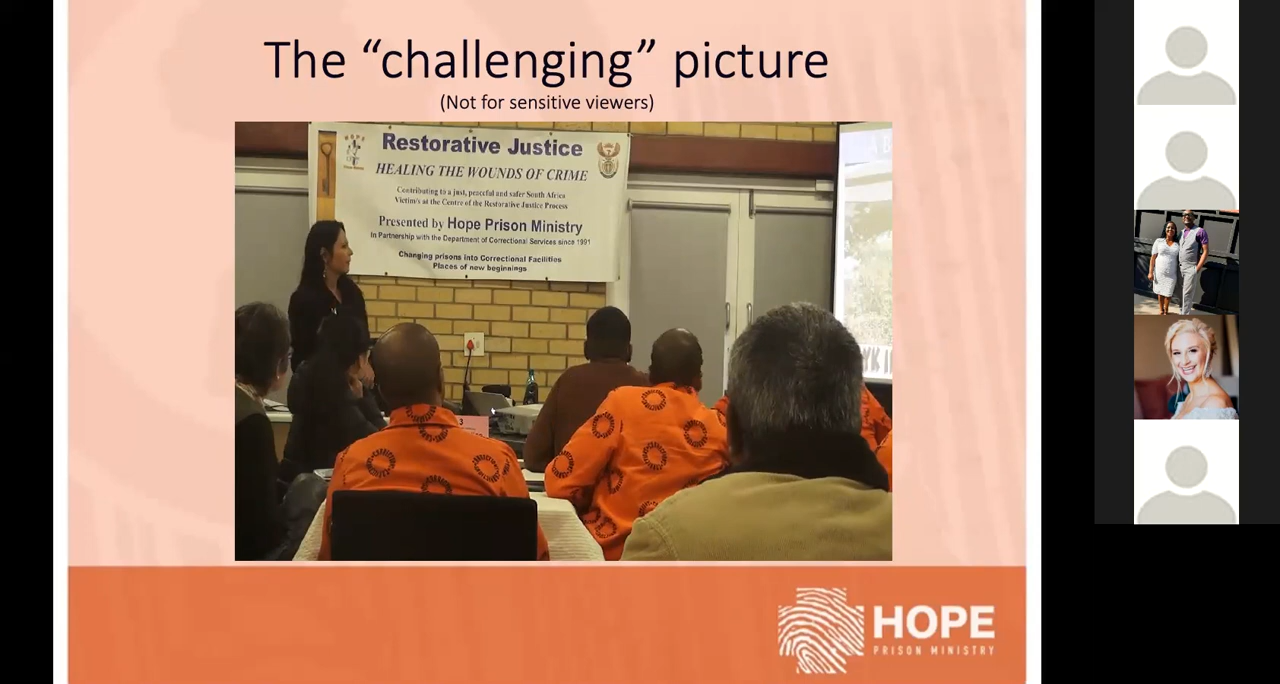 The “challenging” picture
(Not for sensitive viewers)
Restorative Justice
HEALING THE WOUNDS OF CRIME
Contributing to a just, peaceful and safer South Africa
Victim's at the Centre of the Restorative Justice Process
Presented by Hope Prison Ministry
In Partnership with the Department of Correctional Services since 1991
Changing prisons into Correctional Facilities
Places of new beginnings
3
HOPE
PRISON MINISTRY